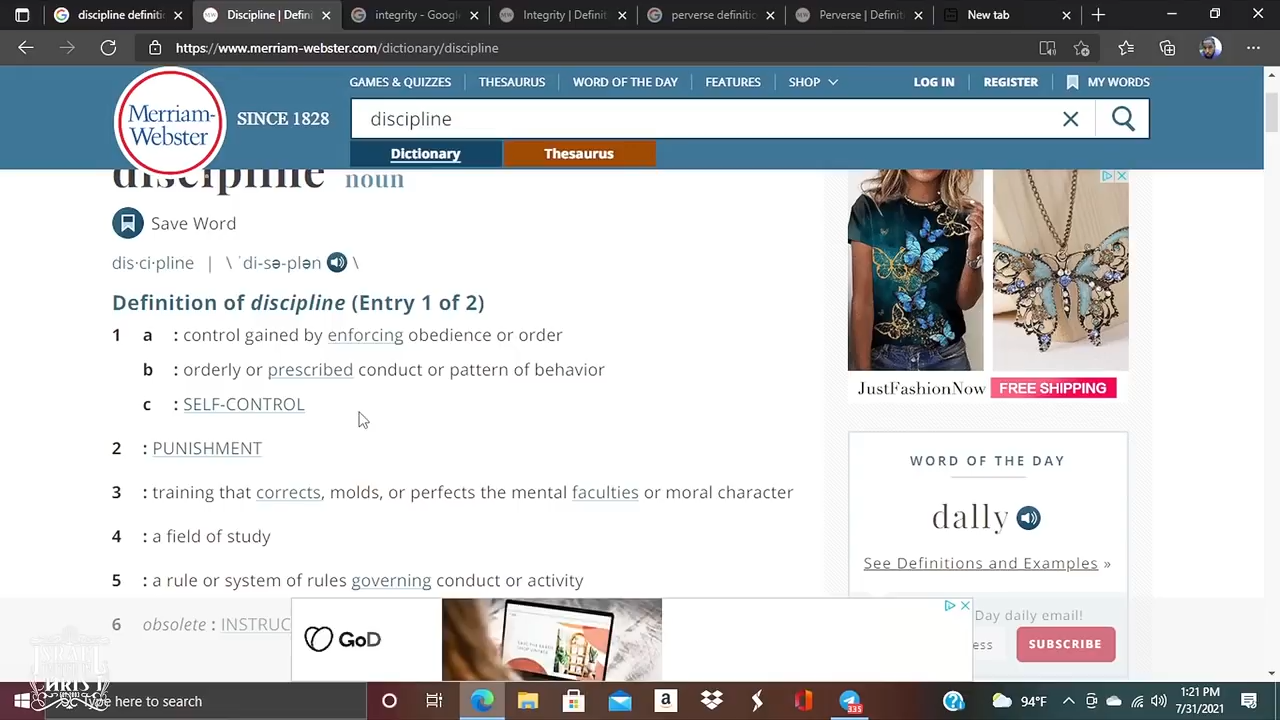 discipline definiti
Discipline | Defini
integrity - Google
Integrity | Definit
perverse definitic
Perverse | Definiti
New tab
https://www.merriam-webster.com/dictionary/discipline
GAMES & QUIZZES
THESAURUS
WORD OF THE DAY
FEATURES
SHOP
LOG IN
REGISTER
MY WORDS
Merriam-
Webster
SINCE 1828
discipline
Dictionary
Thesaurus
discipline noun
Save Word
dis·ci·pline | \ ˈdi-sə-plən \
Definition of discipline (Entry 1 of 2)
1 a : control gained by enforcing obedience or order
b : orderly or prescribed conduct or pattern of behavior
c : SELF-CONTROL
2 : PUNISHMENT
3 : training that corrects, molds, or perfects the mental faculties or moral character
4 : a field of study
5 : a rule or system of rules governing conduct or activity
6 obsolete : INSTRUC
JustFashionNow FREE SHIPPING
WORD OF THE DAY
dally
See Definitions and Examples »
Day daily email!
ess
SUBSCRIBE
GoD
ISRAEL
ARTS
ype here to search
a
335
94°F
1:21 PM
7/31/2021